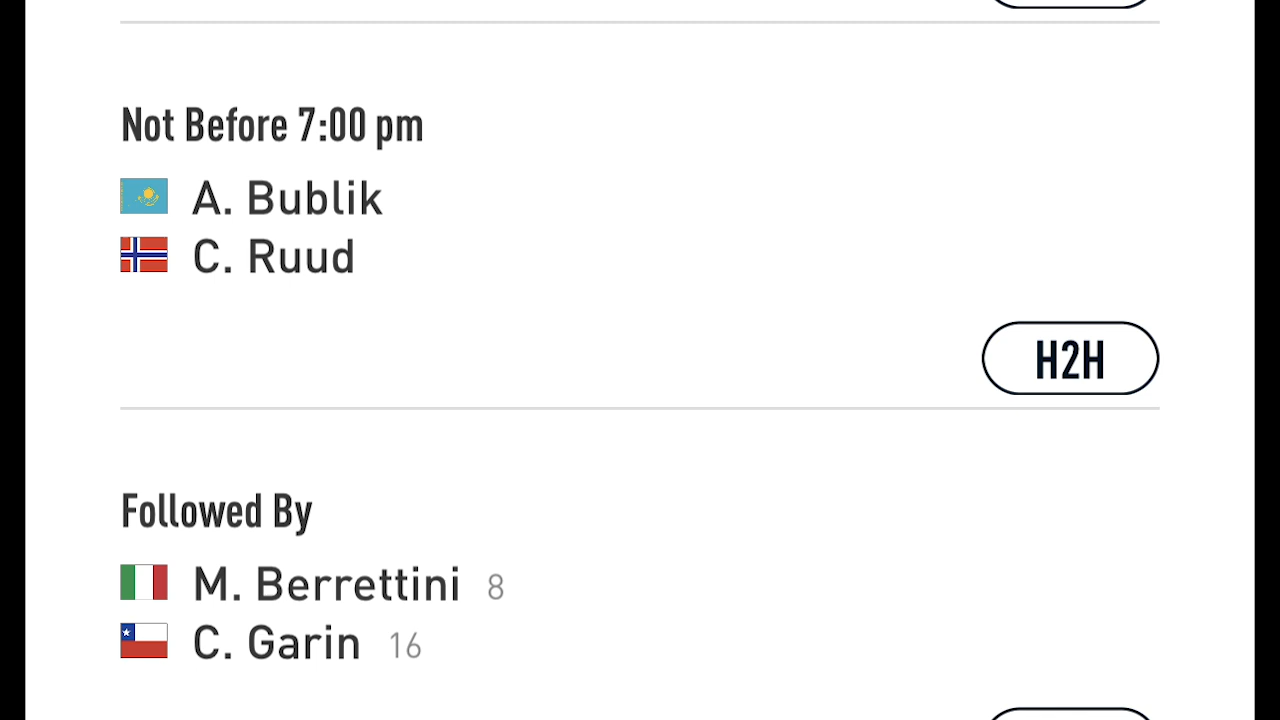 Not Before 7:00 pm
A. Bublik
C. Ruud
H2H
Followed By
M. Berrettini 8
C. Garin 16